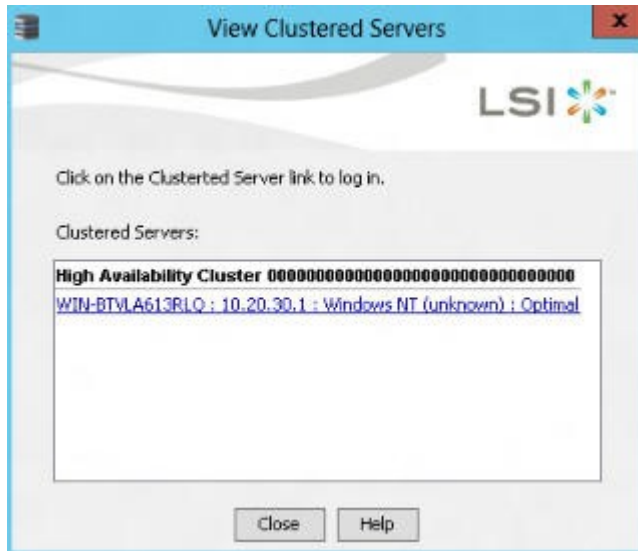 View Clustered Servers
x
LSI
Click on the Clusterted Server link to log in.
Clustered Servers:
High Availability Cluster 00000000000000000000000000000000
WIN-BTVLA613RLQ : 10.20.30.1 : Windows NT (unknown) : Optimal
Close
Help